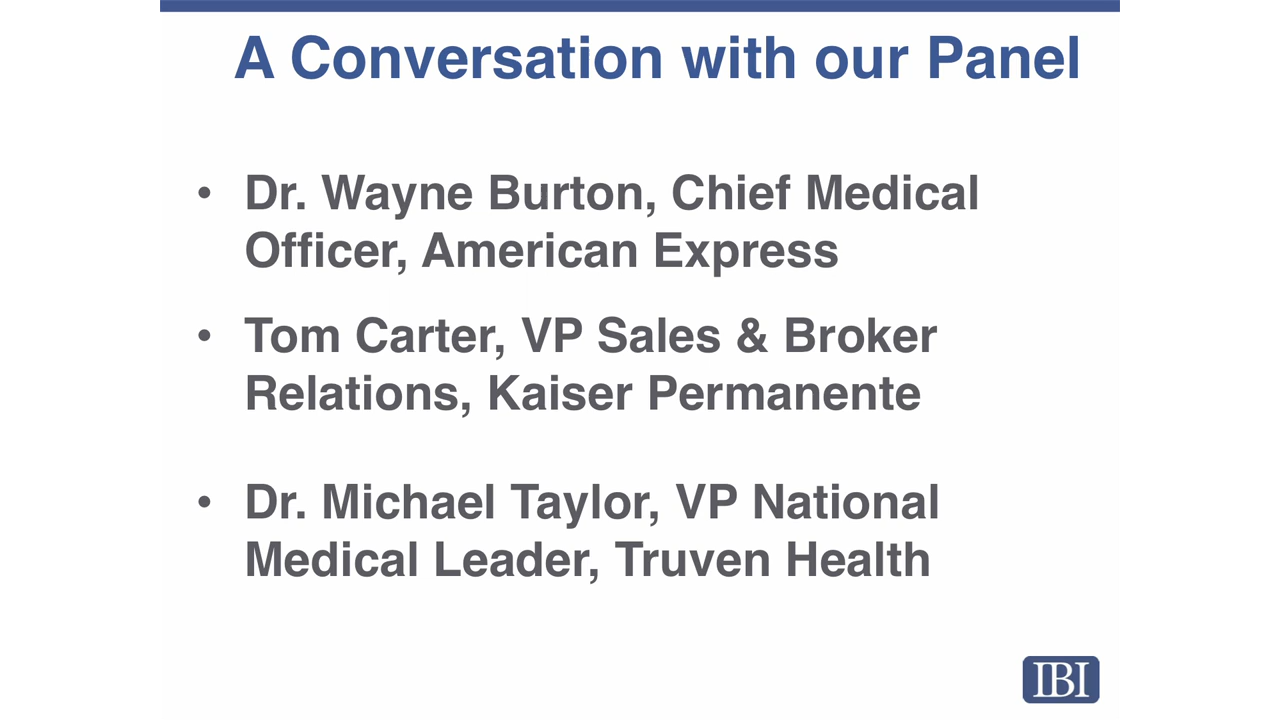 A Conversation with our Panel
• Dr. Wayne Burton, Chief Medical
Officer, American Express
• Tom Carter, VP Sales & Broker
Relations, Kaiser Permanente
• Dr. Michael Taylor, VP National
Medical Leader, Truven Health
IBI